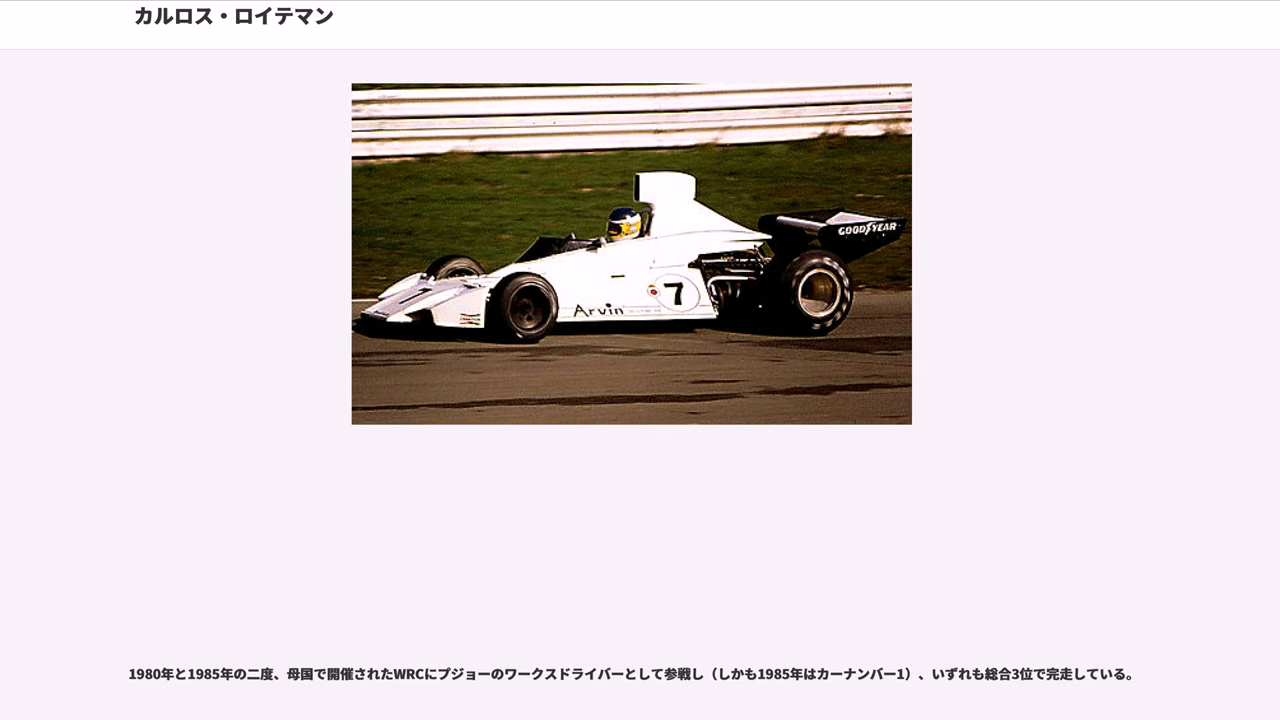 カルロス・ロイテマン
GOODYEAR
7
Arvin
7
1980年と1985年の二度、母国で開催されたWRCにプジョーのワークスドライバーとして参戦し（しかも1985年はカーナンバー1）、いずれも総合3位で完走している。